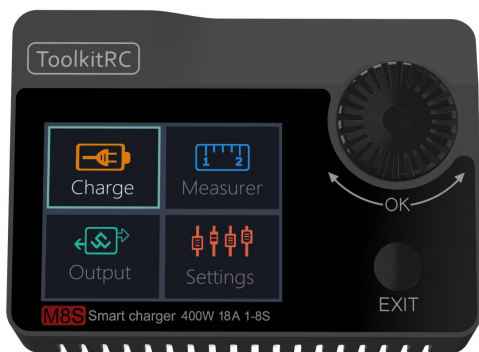 ToolkitRC
1 2
Charge
Measurer
OK
Output
Settings
EXIT
M8S Smart charger 400W 18A 1-8S